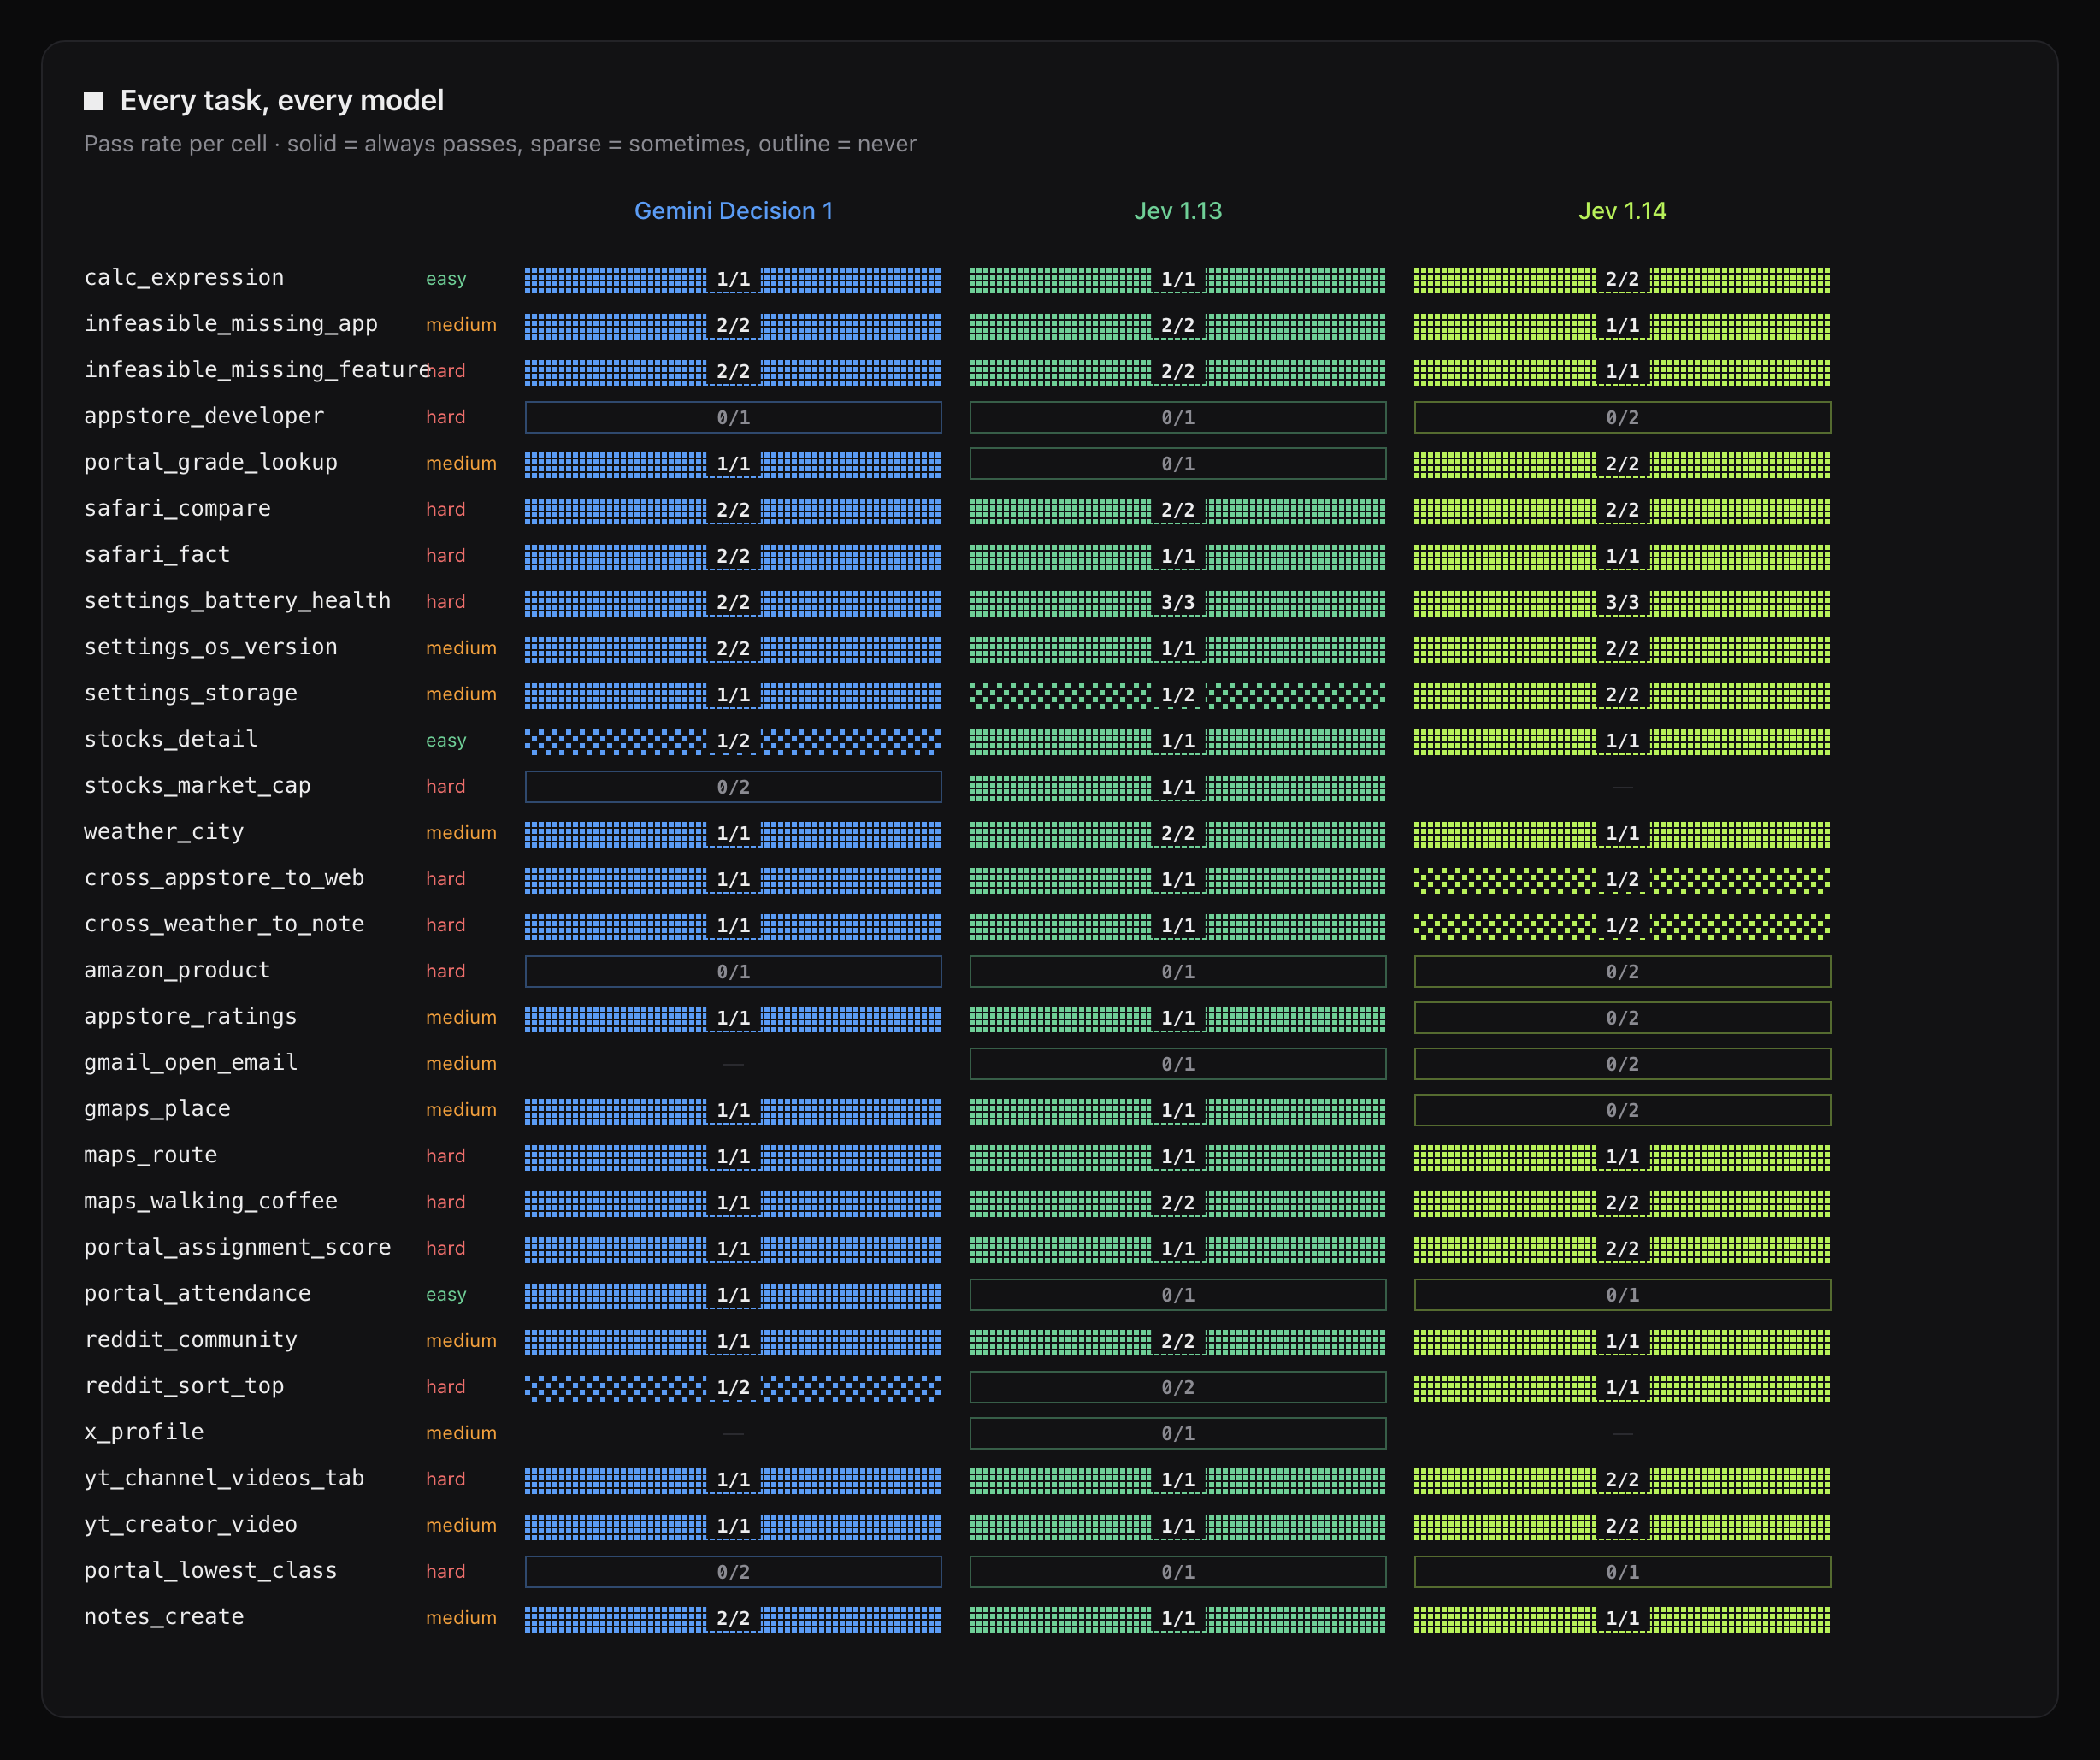 Every task, every model
Pass rate per cell · solid = always passes, sparse = sometimes, outline = never
Gemini Decision 1 Jev 1.13 Jev 1.14
calc_expression easy 1/1 1/1 2/2
infeasible_missing_app medium 2/2 2/2 1/1
infeasible_missing_feature hard 2/2 2/2 1/1
appstore_developer hard 0/1 0/1 0/2
portal_grade_lookup medium 1/1 0/1 2/2
safari_compare hard 2/2 2/2 2/2
safari_fact hard 2/2 1/1 1/1
settings_battery_health hard 2/2 3/3 3/3
settings_os_version medium 2/2 1/1 2/2
settings_storage medium 1/1 1/2 2/2
stocks_detail easy 1/2 1/1 1/1
stocks_market_cap hard 0/2 1/1 —
weather_city medium 1/1 2/2 1/1
cross_appstore_to_web hard 1/1 1/1 1/2
cross_weather_to_note hard 1/1 1/1 1/2
amazon_product hard 0/1 0/1 0/2
appstore_ratings medium 1/1 1/1 0/2
gmail_open_email medium — 0/1 0/2
gmaps_place medium 1/1 1/1 0/2
maps_route hard 1/1 1/1 1/1
maps_walking_coffee hard 1/1 2/2 2/2
portal_assignment_score hard 1/1 1/1 2/2
portal_attendance easy 1/1 0/1 0/1
reddit_community medium 1/1 2/2 1/1
reddit_sort_top hard 1/2 0/2 1/1
x_profile medium — 0/1 —
yt_channel_videos_tab hard 1/1 1/1 2/2
yt_creator_video medium 1/1 1/1 2/2
portal_lowest_class hard 0/2 0/1 0/1
notes_create medium 2/2 1/1 1/1